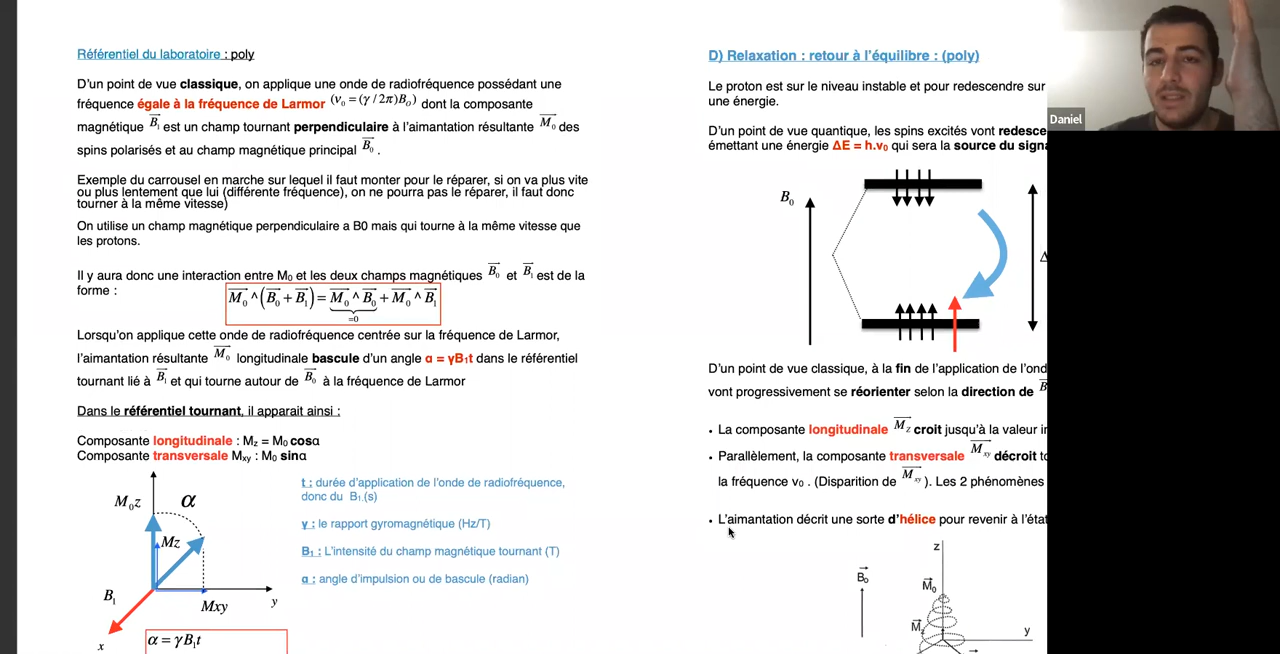 Référentiel du laboratoire : poly
D'un point de vue classique, on applique une onde de radiofréquence possédant une
fréquence égale à la fréquence de Larmor (ν₀ = (γ / 2π)B₀) dont la composante
magnétique B₁ est un champ tournant perpendiculaire à l'aimantation résultante M₀ des
spins polarisés et au champ magnétique principal B₀ .
Exemple du carrousel en marche sur lequel il faut monter pour le réparer, si on va plus vite
ou plus lentement que lui (différente fréquence), on ne pourra pas le réparer, il faut donc
tourner à la même vitesse)
On utilise un champ magnétique perpendiculaire a B0 mais qui tourne à la même vitesse que
les protons.
Il y aura donc une interaction entre M₀ et les deux champs magnétiques B₀ et B₁ est de la
forme :
M₀ ^ (B₀ + B₁) = M₀ ^ B₀ + M₀ ^ B₁
=0
Lorsqu'on applique cette onde de radiofréquence centrée sur la fréquence de Larmor,
l'aimantation résultante M₀ longitudinale bascule d'un angle α = γB₁t dans le référentiel
tournant lié à B₁ et qui tourne autour de B₀ à la fréquence de Larmor
Dans le référentiel tournant, il apparait ainsi :
Composante longitudinale : Mz = M₀ cosα
Composante transversale Mxy : M₀ sinα
M₀z
α
Mz
B₁
Mxy
y
x
α = γB₁t
t : durée d'application de l'onde de radiofréquence,
donc du B₁.(s)
γ : le rapport gyromagnétique (Hz/T)
B₁ : L'intensité du champ magnétique tournant (T)
α : angle d'impulsion ou de bascule (radian)
D) Relaxation : retour à l'équilibre : (poly)
Le proton est sur le niveau instable et pour redescendre sur
une énergie.
D'un point de vue quantique, les spins excités vont redesce
émettant une énergie ΔE = h.v₀ qui sera la source du signa
B₀
Δ
D'un point de vue classique, à la fin de l'application de l'ond
vont progressivement se réorienter selon la direction de B
• La composante longitudinale M_z croit jusqu'à la valeur in
• Parallèlement, la composante transversale M_xy décroit to
la fréquence v₀ . (Disparition de M_xy ). Les 2 phénomènes
• L'aimantation décrit une sorte d'hélice pour revenir à l'état
z
B₀
M₀
M
y
Daniel